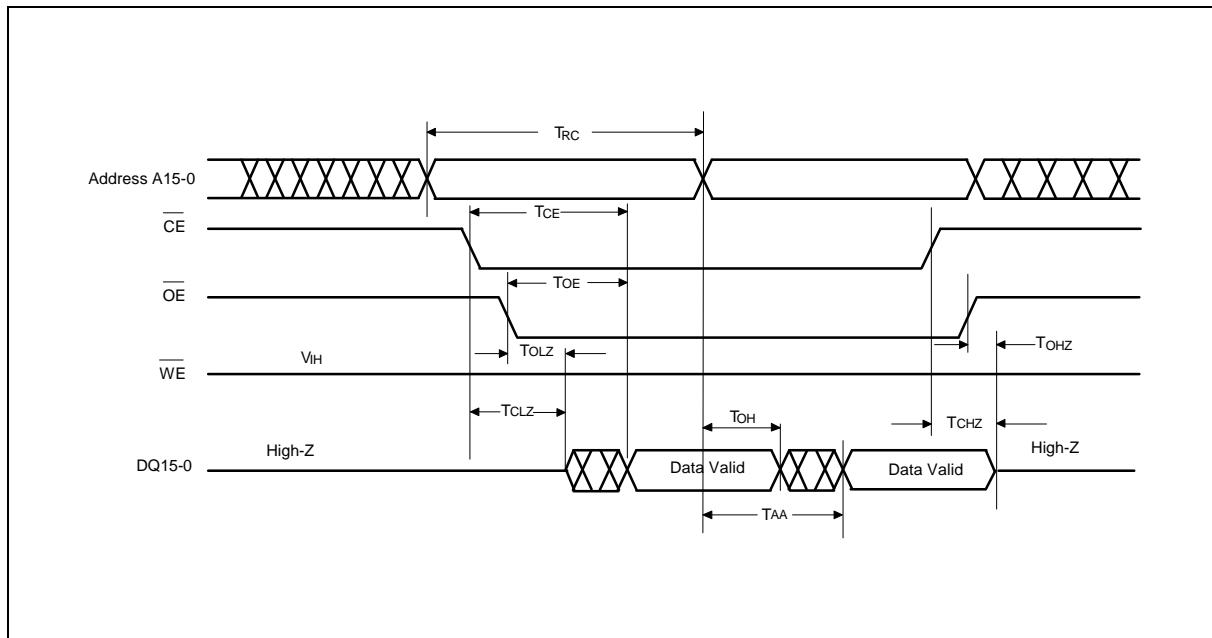 TRC
Address A15-0
TCE
CE
TOE
OE
TOLZ
TOHZ
VIH
WE
TCLZ
TOH
TCHZ
High-Z
High-Z
DQ15-0
Data Valid
Data Valid
TAA